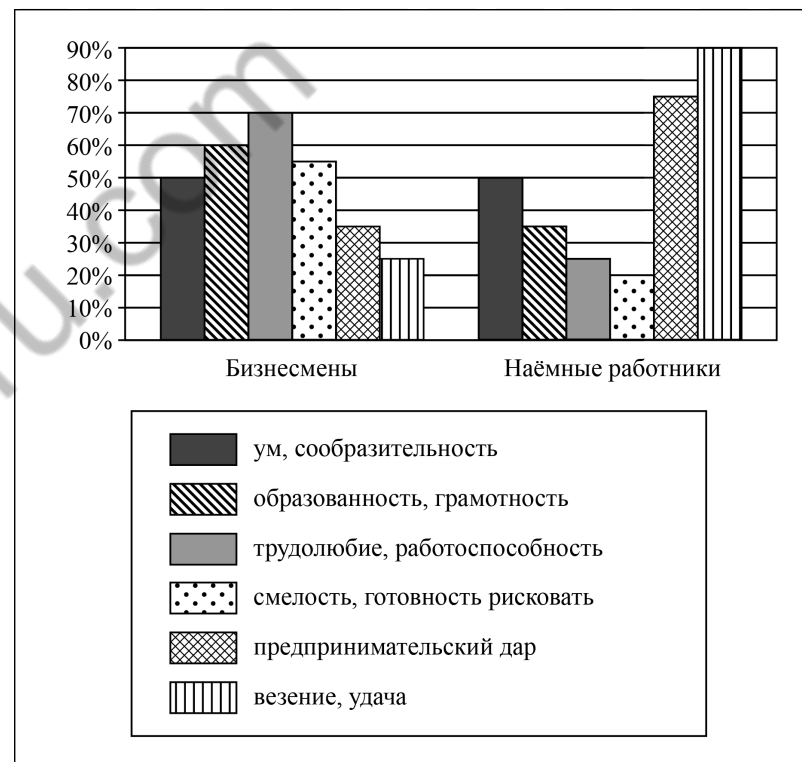 90%
80%
70%
60%
50%
40%
30%
20%
10%
0%
Бизнесмены Наёмные работники
ум, сообразительность
образованность, грамотность
трудолюбие, работоспособность
смелость, готовность рисковать
предпринимательский дар
везение, удача
u.com